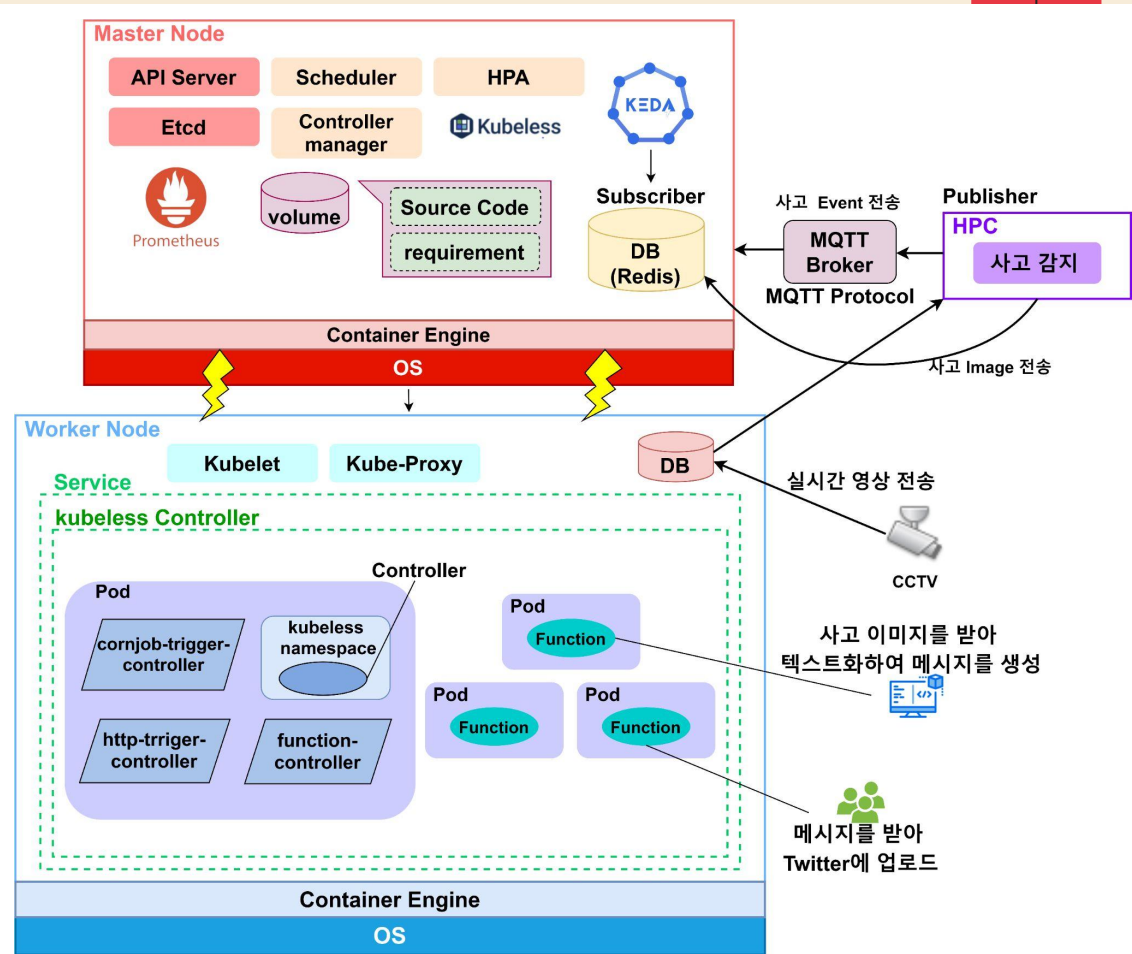 Master Node
API Server
Scheduler
HPA
KEDA
Etcd
Controller
manager
Kubeless
Prometheus
volume
Source Code
requirement
Subscriber
DB
(Redis)
사고 Event 전송
MQTT
Broker
MQTT Protocol
Publisher
HPC
사고 감지
사고 Image 전송
Container Engine
OS
Worker Node
Kubelet
Kube-Proxy
DB
실시간 영상 전송
CCTV
Service
kubeless Controller
Controller
Pod
cornjob-trigger-
controller
kubeless
namespace
http-trriger-
controller
function-
controller
Pod
Function
Pod
Function
Pod
Function
사고 이미지를 받아
텍스트화하여 메시지를 생성
메시지를 받아
Twitter에 업로드
Container Engine
OS